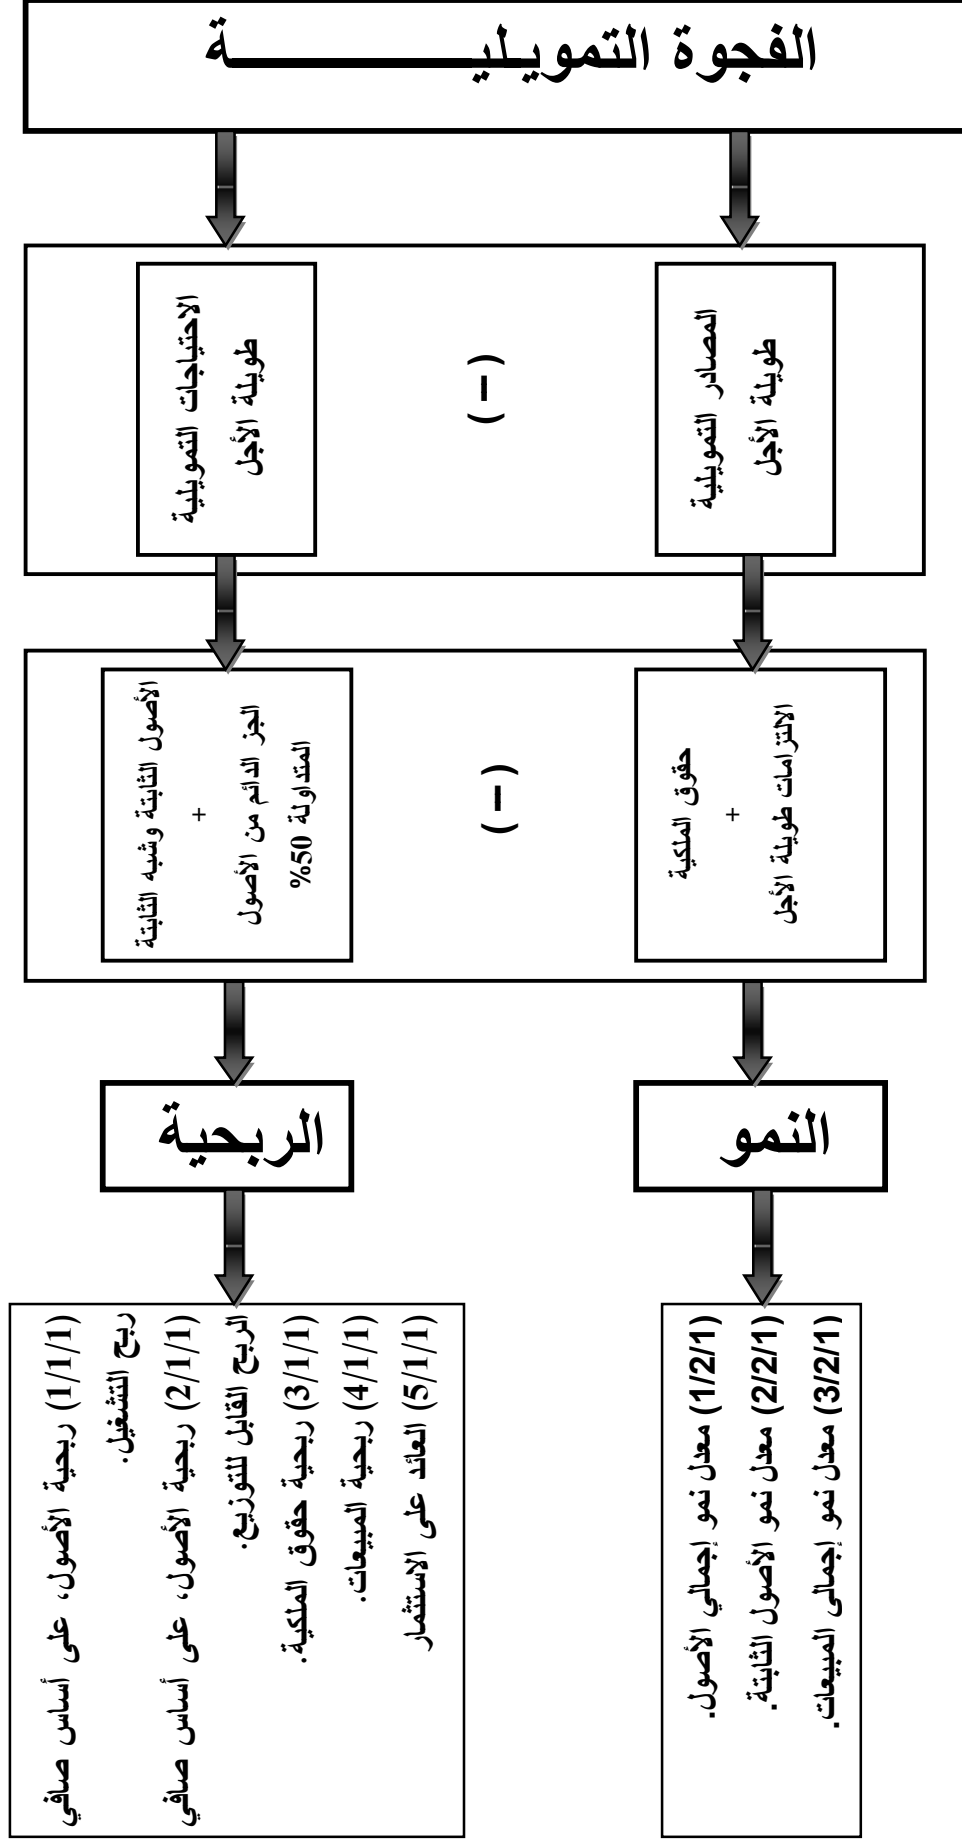 الفجوة التمويلية
المصادر التمويلية
طويلة الأجل
(–)
الاحتياجات التمويلية
طويلة الأجل
حقوق الملكية
+
الالتزامات طويلة الأجل
(–)
الأصول الثابتة وشبه الثابتة
+
الجز الدائم من الأصول
المتداولة 50%
النمو
الربحية
(1/2/1) معدل نمو إجمالي الأصول.
(2/2/1) معدل نمو الأصول الثابتة.
(3/2/1) معدل نمو إجمالى المبيعات.
(1/1/1) ربحية الأصول، على أساس صافي
ربح التشغيل.
(2/1/1) ربحية الأصول، على أساس صافي
الربح القابل للتوزيع.
(3/1/1) ربحية حقوق الملكية.
(4/1/1) ربحية المبيعات.
(5/1/1) العائد على الاستثمار